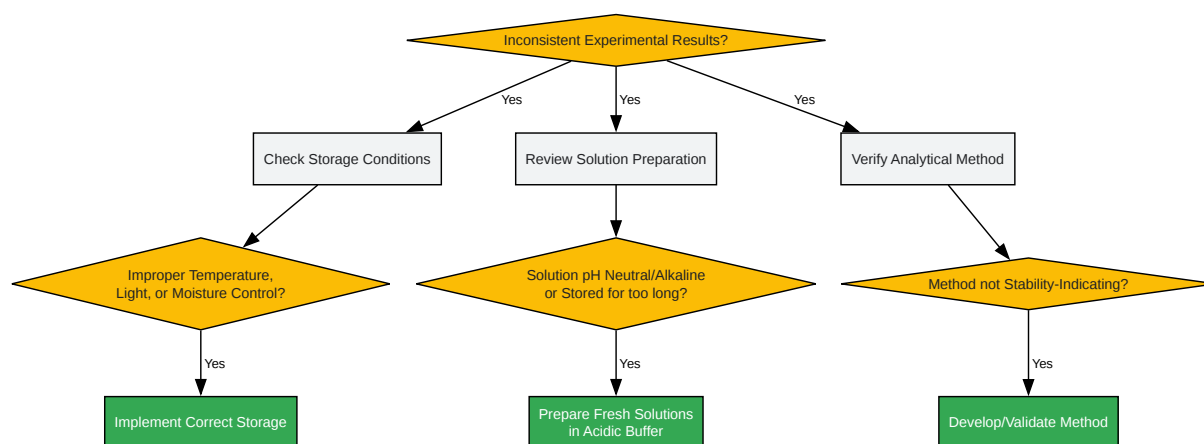 Inconsistent Experimental Results?
Yes
Yes
Yes
Check Storage Conditions
Review Solution Preparation
Verify Analytical Method
Improper Temperature,
Light, or Moisture Control?
Solution pH Neutral/Alkaline
or Stored for too long?
Method not Stability-Indicating?
Yes
Yes
Yes
Implement Correct Storage
Prepare Fresh Solutions
in Acidic Buffer
Develop/Validate Method